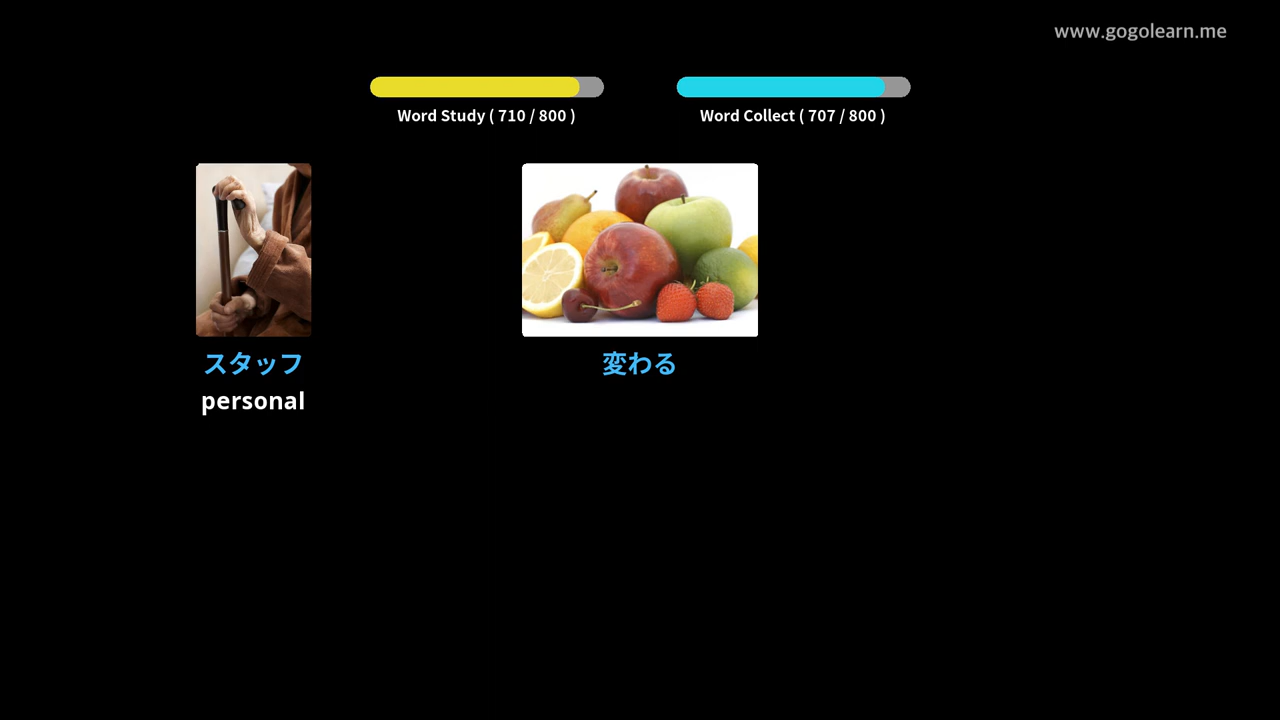 www.gogolearn.me
Word Study ( 710 / 800 )
Word Collect ( 707 / 800 )
スタッフ
personal
変わる